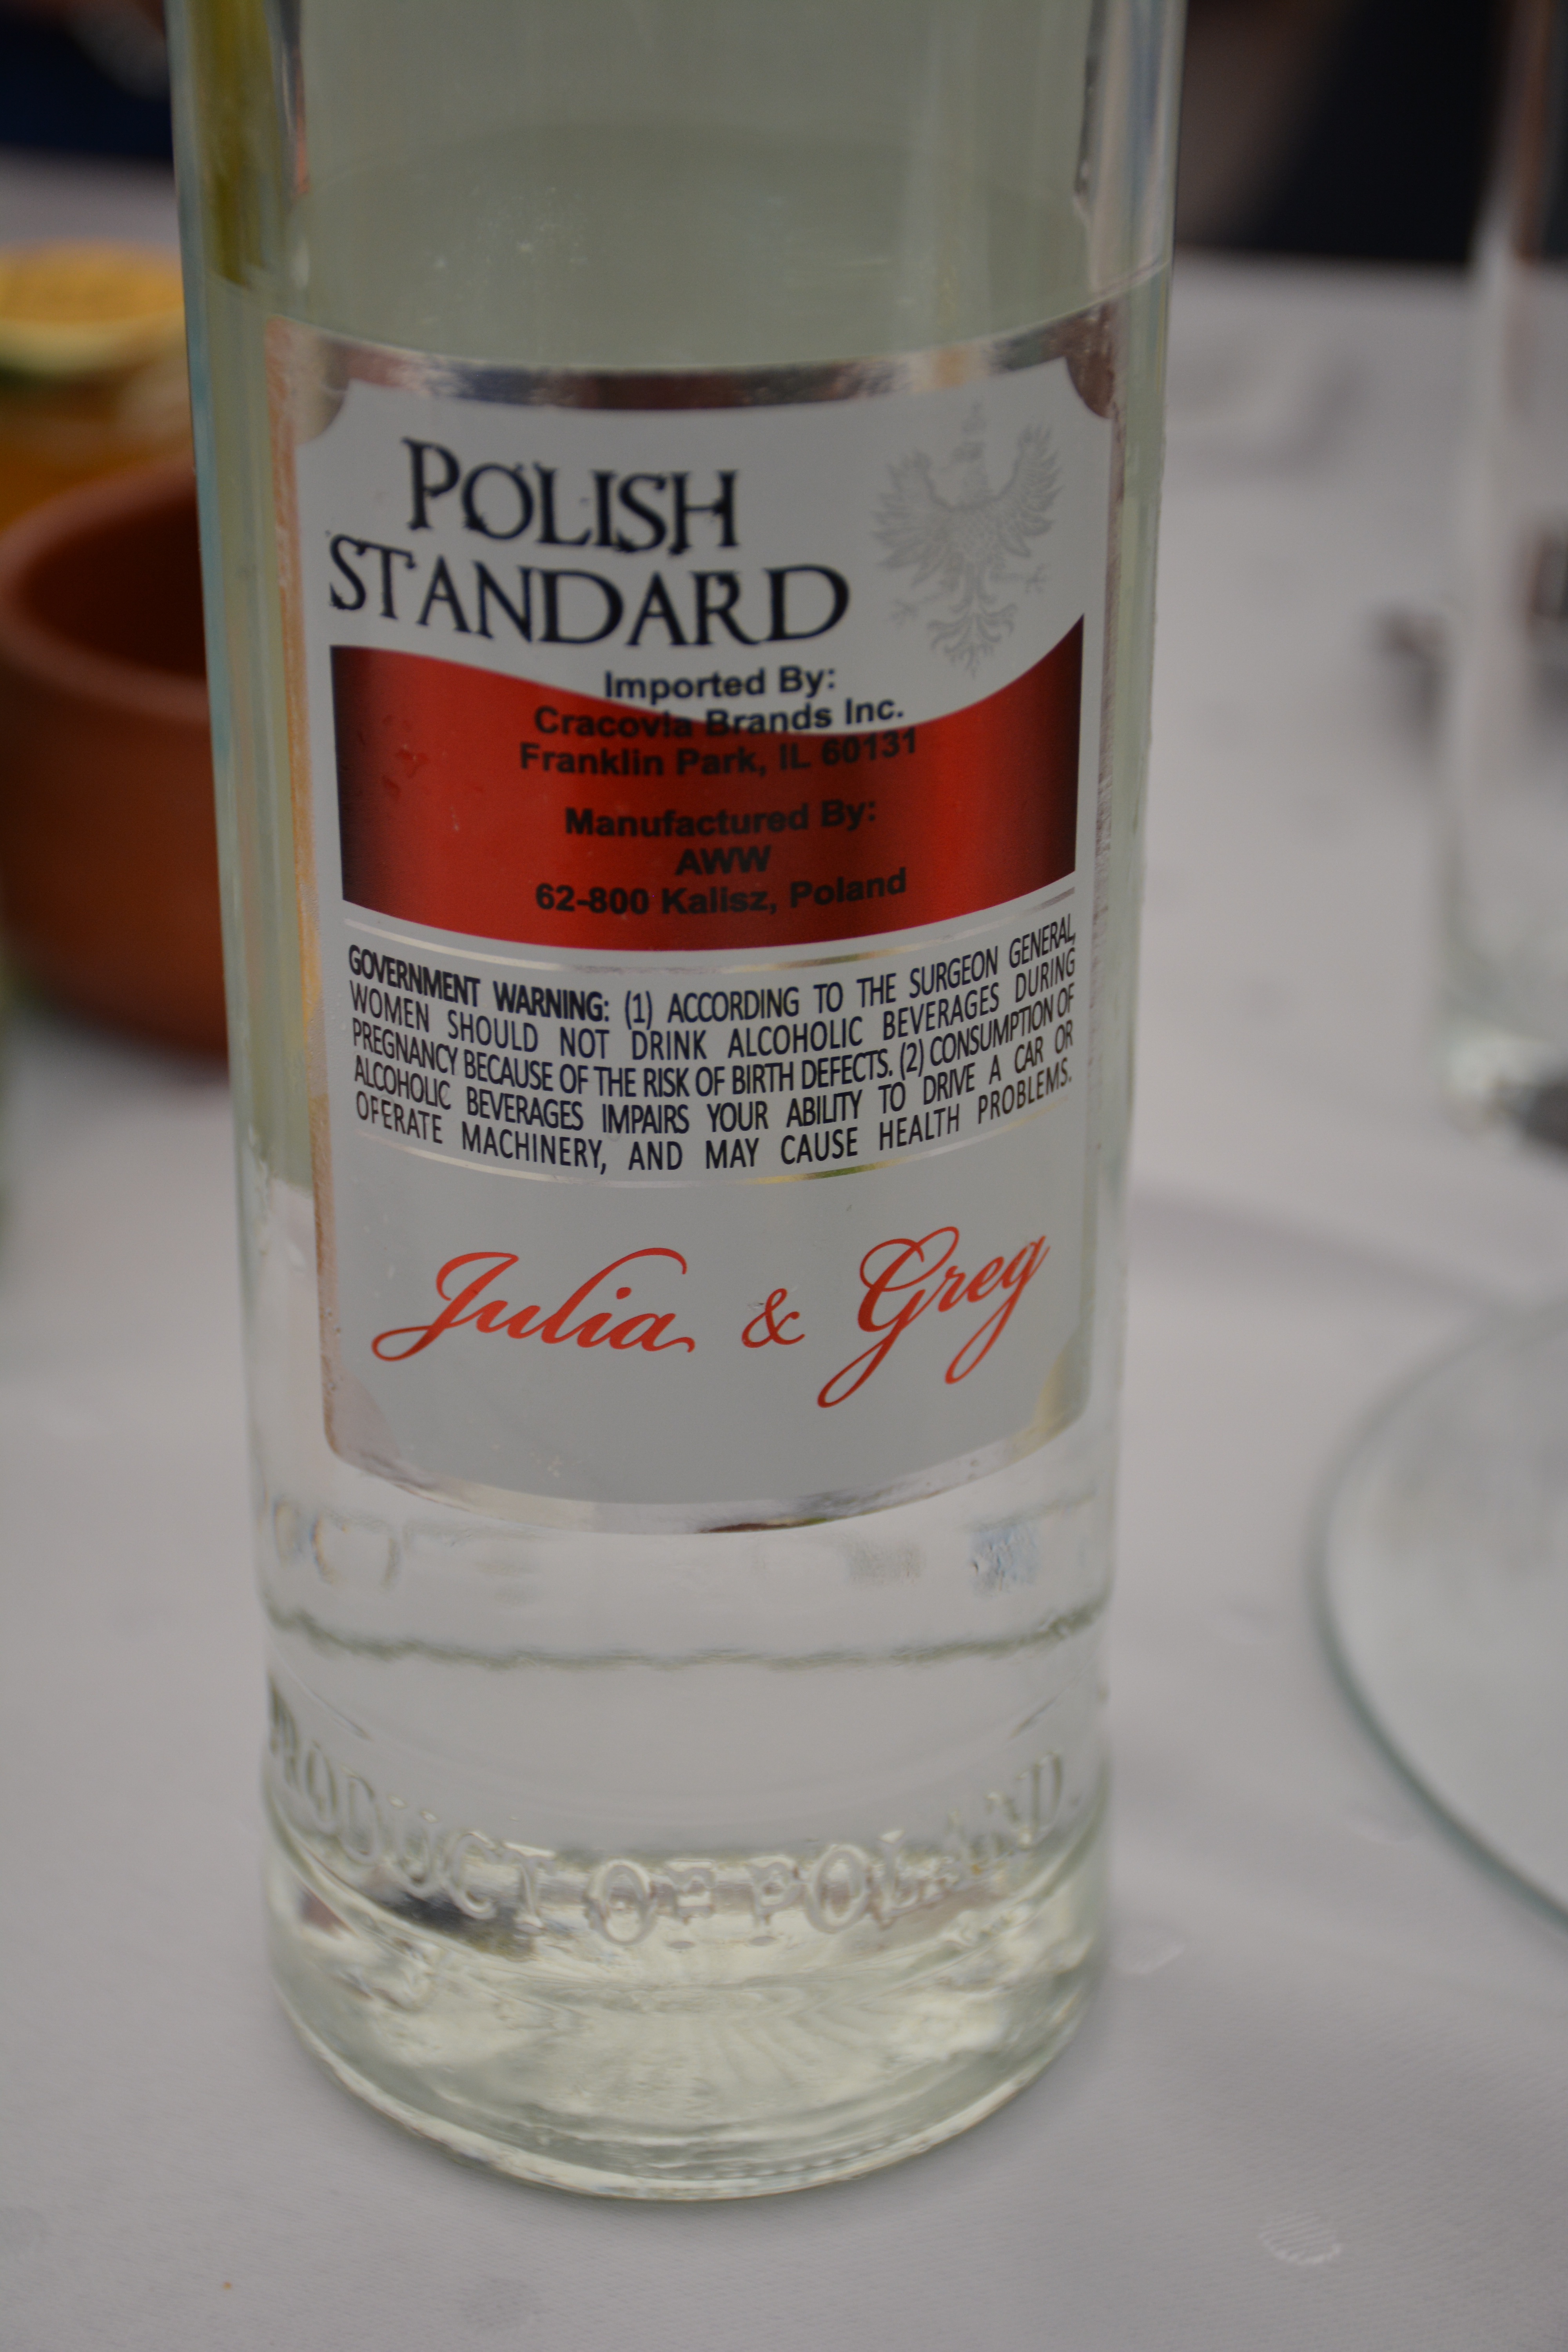 POLISH
STANDARD
Imported By:
Cracovia Brands Inc.
Franklin Park, IL 60131
Manufactured By:
AWW
62-800 Kalisz, Poland
GOVERNMENT WARNING: (1) ACCORDING TO THE SURGEON GENERAL,
WOMEN SHOULD NOT DRINK ALCOHOLIC BEVERAGES DURING
PREGNANCY BECAUSE OF THE RISK OF BIRTH DEFECTS. (2) CONSUMPTION OF
ALCOHOLIC BEVERAGES IMPAIRS YOUR ABILITY TO DRIVE A CAR OR
OFERATE MACHINERY, AND MAY CAUSE HEALTH PROBLEMS.
Julia & Greg
PRODUCT OF POLAND.